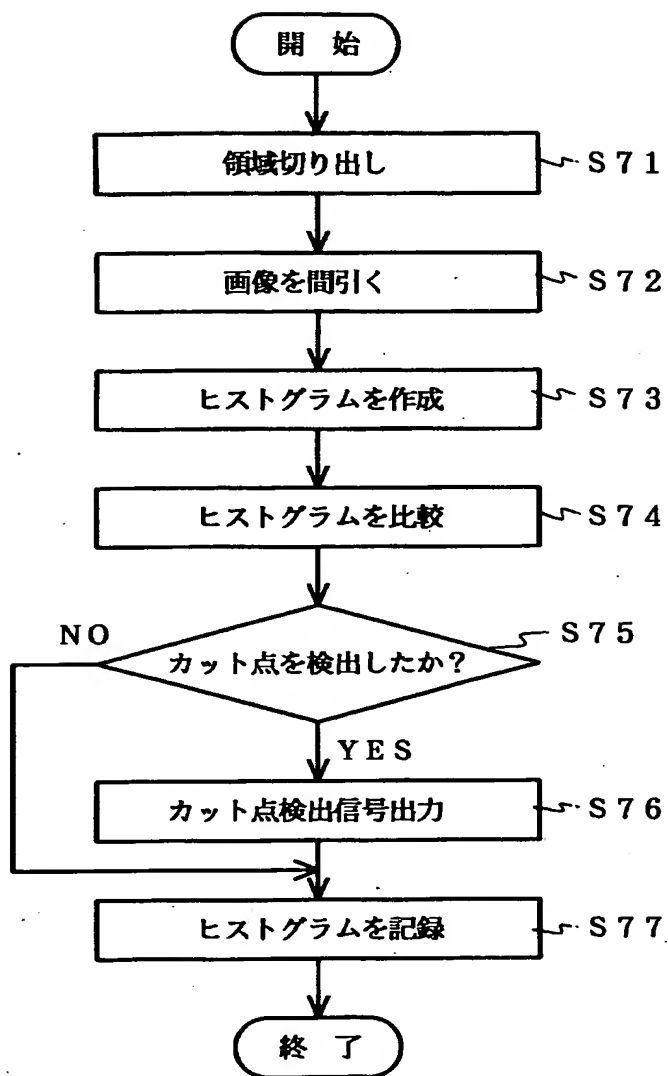 開 始
領域切り出し S71
画像を間引く S72
ヒストグラムを作成 S73
ヒストグラムを比較 S74
NO カット点を検出したか? S75
YES
カット点検出信号出力 S76
ヒストグラムを記録 S77
終 了